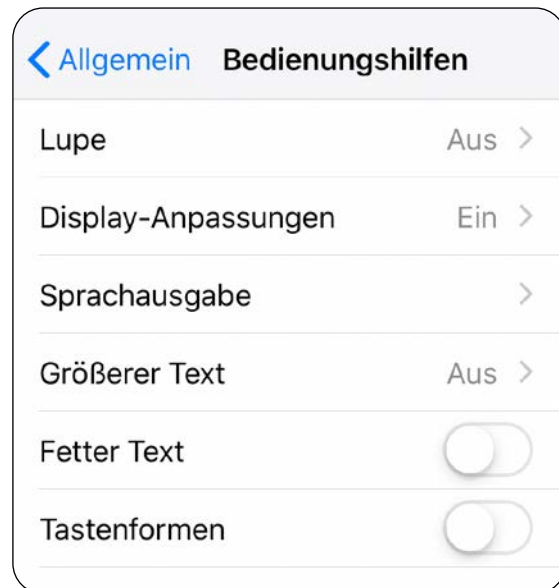 Allgemein Bedienungshilfen
Lupe Aus
Display-Anpassungen Ein
Sprachausgabe
Größerer Text Aus
Fetter Text
Tastenformen